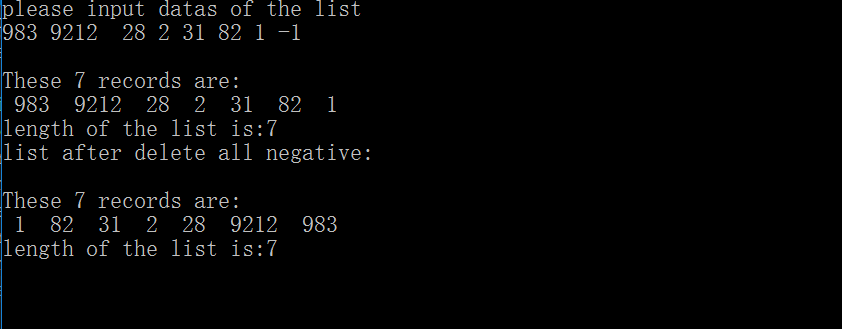 please input datas of the list
983 9212  28 2 31 82 1 -1
These 7 records are:
983  9212  28  2  31  82  1
length of the list is:7
list after delete all negative:
These 7 records are:
1  82  31  2  28  9212  983
length of the list is:7